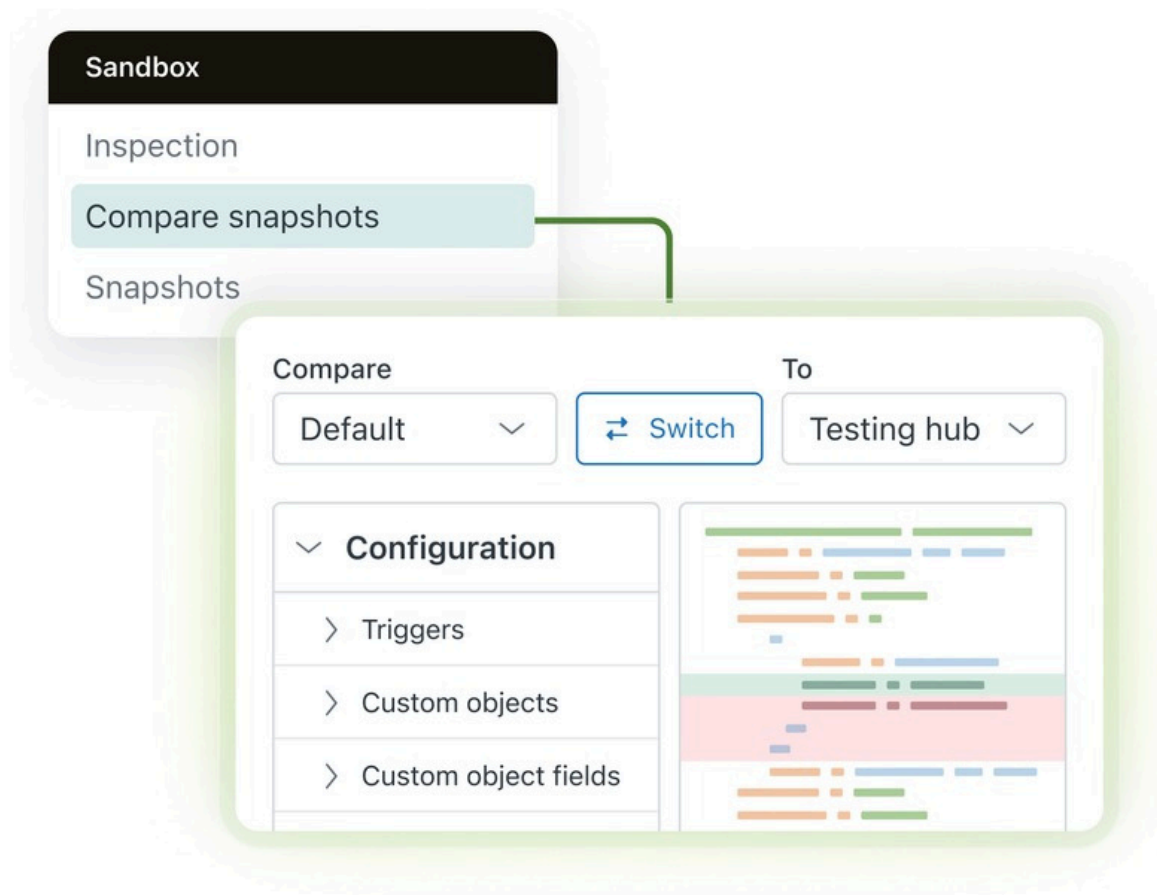 Sandbox
Inspection
Compare snapshots
Snapshots
Compare
To
Default
Switch
Testing hub
Configuration
Triggers
Custom objects
Custom object fields